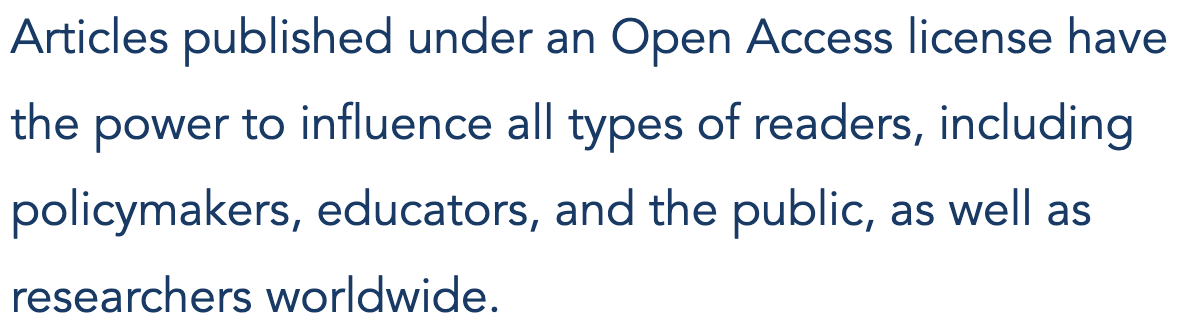 Articles published under an Open Access license have
the power to influence all types of readers, including
policymakers, educators, and the public, as well as
researchers worldwide.